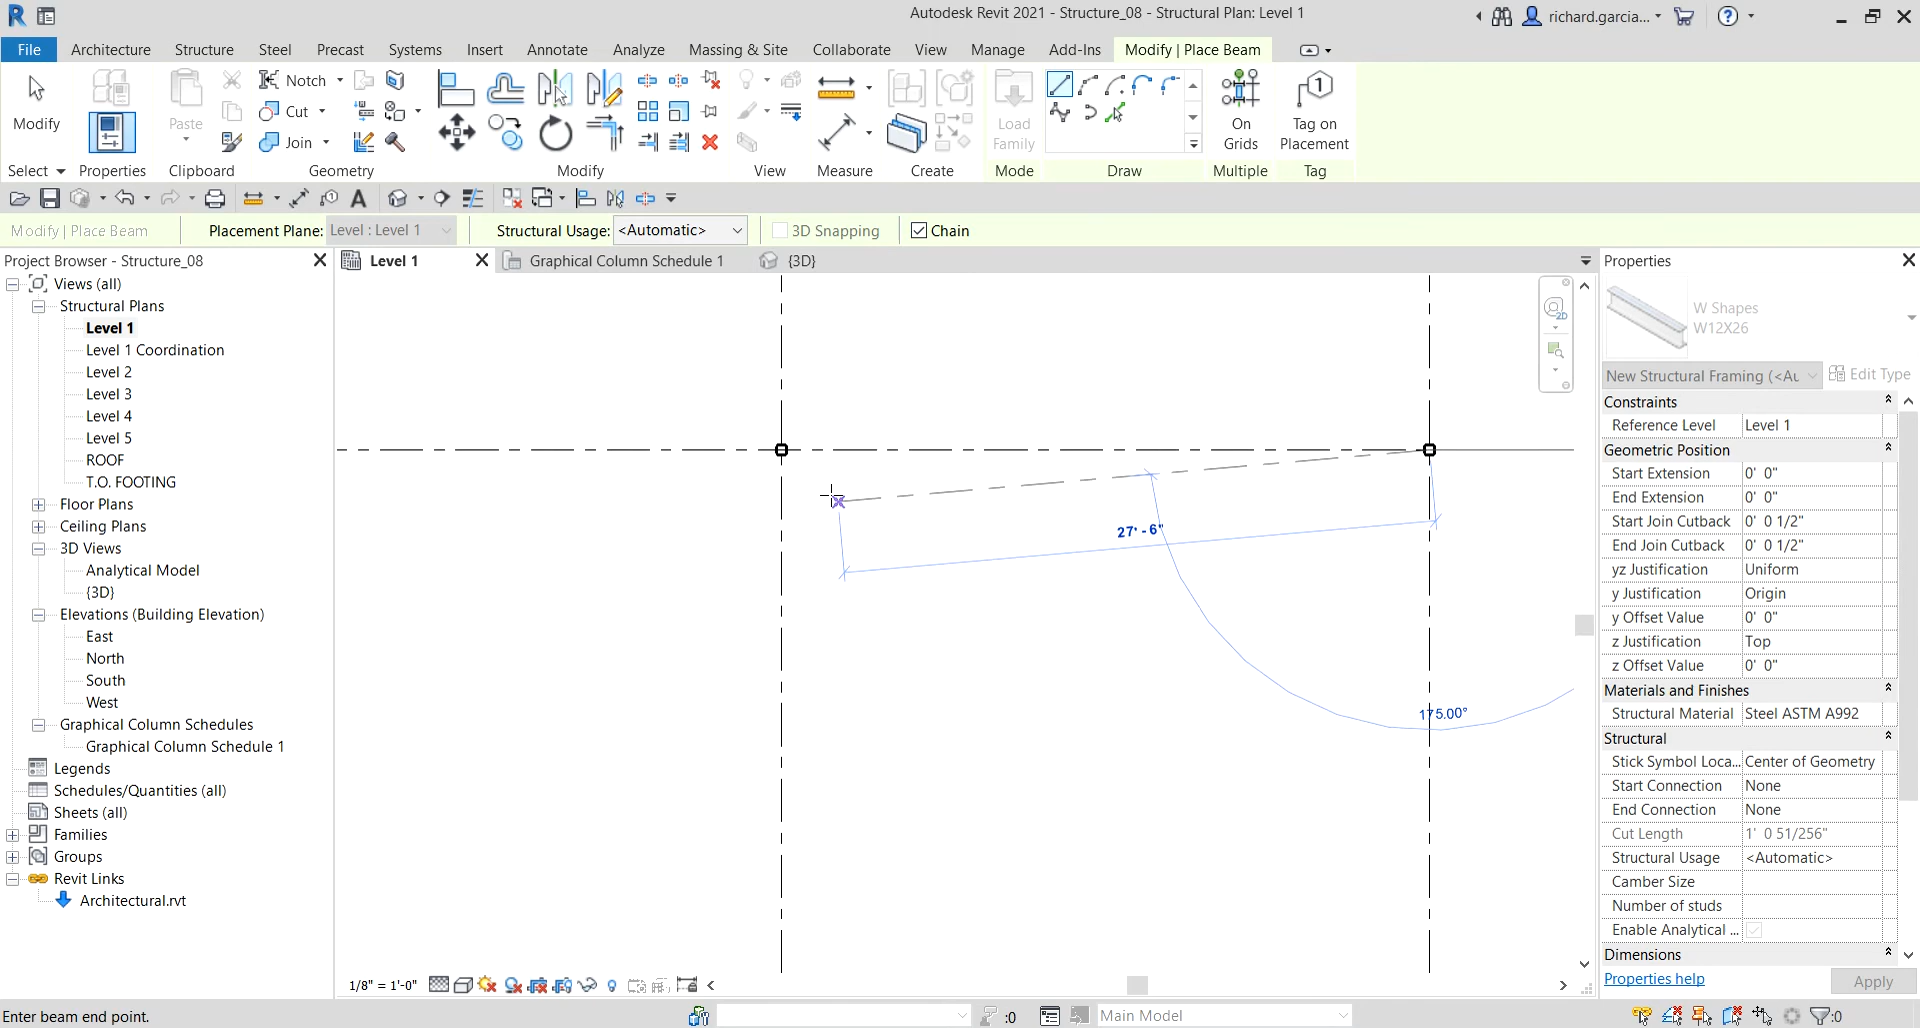 Autodesk Revit 2021 - Structure_08 - Structural Plan: Level 1
richard.garcia...
File Architecture Structure Steel Precast Systems Insert Annotate Analyze Massing & Site Collaborate View Manage Add-Ins Modify | Place Beam
Modify
Paste
Notch
Cut
Join
Load
Family
On
Grids
Tag on
Placement
Select Properties Clipboard Geometry Modify View Measure Create Mode Draw Multiple Tag
Modify | Place Beam Placement Plane: Level : Level 1 Structural Usage: <Automatic> 3D Snapping Chain
Project Browser - Structure_08
Views (all)
Structural Plans
Level 1
Level 1 Coordination
Level 2
Level 3
Level 4
Level 5
ROOF
T.O. FOOTING
Floor Plans
Ceiling Plans
3D Views
Analytical Model
{3D}
Elevations (Building Elevation)
East
North
South
West
Graphical Column Schedules
Graphical Column Schedule 1
Legends
Schedules/Quantities (all)
Sheets (all)
Families
Groups
Revit Links
Architectural.rvt
Level 1 Graphical Column Schedule 1 {3D}
2D
27' - 6"
175.00°
1/8" = 1'-0"
Properties
W Shapes
W12X26
New Structural Framing (<Au Edit Type
Constraints
Reference Level Level 1
Geometric Position
Start Extension 0' 0"
End Extension 0' 0"
Start Join Cutback 0' 0 1/2"
End Join Cutback 0' 0 1/2"
yz Justification Uniform
y Justification Origin
y Offset Value 0' 0"
z Justification Top
z Offset Value 0' 0"
Materials and Finishes
Structural Material Steel ASTM A992
Structural
Stick Symbol Loca... Center of Geometry
Start Connection None
End Connection None
Cut Length 1' 0 51/256"
Structural Usage <Automatic>
Camber Size
Number of studs
Enable Analytical ...
Dimensions
Properties help Apply
Enter beam end point. :0 Main Model :0